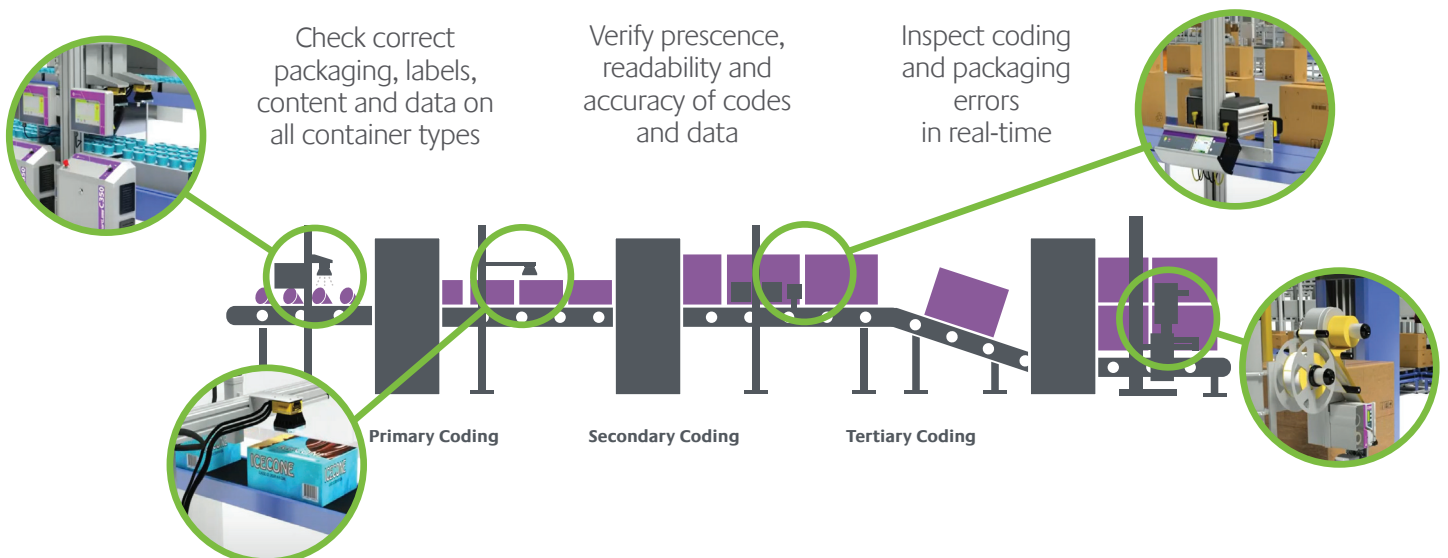 Check correct
packaging, labels,
content and data on
all container types
Verify prescence,
readability and
accuracy of codes
and data
Inspect coding
and packaging
errors
in real-time
C350
Primary Coding
Secondary Coding
Tertiary Coding
ICECONE
ICECONE